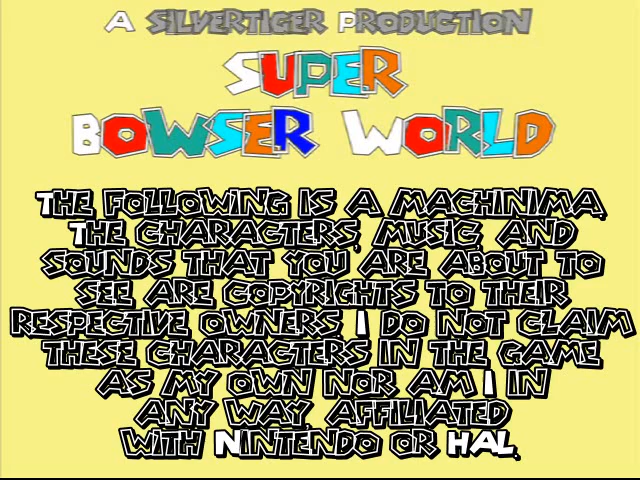 A SILVERTIGER PRODUCTION
SUPER
BOWSER WORLD
THE FOLLOWING IS A MACHINIMA,
THE CHARACTERS, MUSIC, AND
SOUNDS THAT YOU ARE ABOUT TO
SEE ARE COPYRIGHTS TO THEIR
RESPECTIVE OWNERS I DO NOT CLAIM
THESE CHARACTERS IN THE GAME
AS MY OWN NOR AM I IN
ANY WAY AFFILIATED
WITH NINTENDO OR HAL.